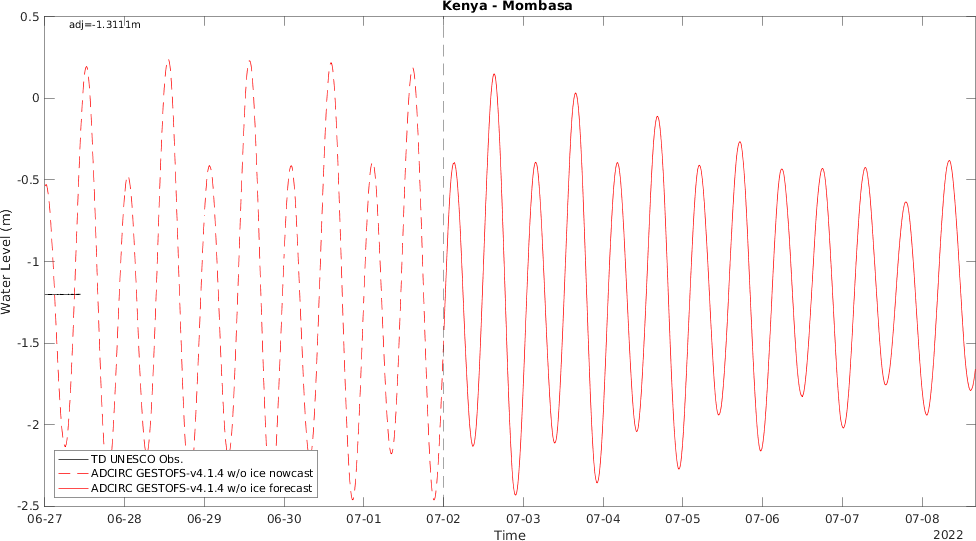 Kenya - Mombasa
adj=-1.3111m
0.5
0
-0.5
-1
-1.5
-2
-2.5
Water Level (m)
TD UNESCO Obs.
ADCIRC GESTOFS-v4.1.4 w/o ice nowcast
ADCIRC GESTOFS-v4.1.4 w/o ice forecast
06-27 06-28 06-29 06-30 07-01 07-02 07-03 07-04 07-05 07-06 07-07 07-08
Time
2022